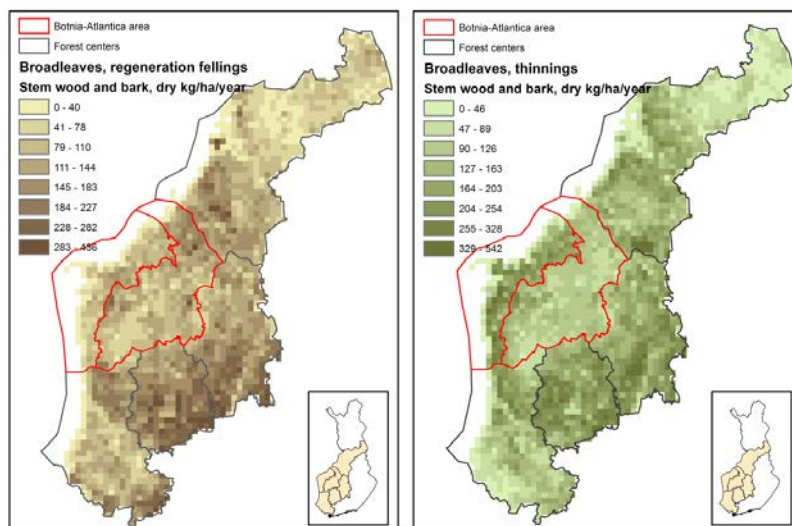 Botnia-Atlantica area
Forest centers
Broadleaves, regeneration fellings
Stem wood and bark, dry kg/ha/year
0 - 40
41 - 78
79 - 110
111 - 144
145 - 183
184 - 227
228 - 282
283 - 436
Botnia-Atlantica area
Forest centers
Broadleaves, thinnings
Stem wood and bark, dry kg/ha/year
0 - 46
47 - 89
90 - 126
127 - 163
164 - 203
204 - 254
255 - 328
329 - 542